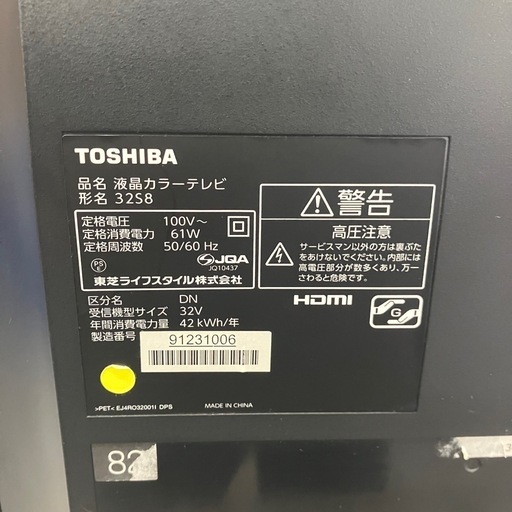 TOSHIBA
品名 液晶カラーテレビ
形名 32S8
定格電圧 100V～
定格消費電力 61W
定格周波数 50/60 Hz
PS
E
JQA
JQ10437
東芝ライフスタイル株式会社
警告
高圧注意
サービスマン以外の方は裏ぶた
をあけないでください。内部には
高電圧部分が数多くあり、万一
さわると危険です。
区分名 DN
受信機型サイズ 32V
年間消費電力量 42 kWh/年
製造番号 91231006
HDMI
G
>PET< EJ4RO32001I DPS
MADE IN CHINA
82